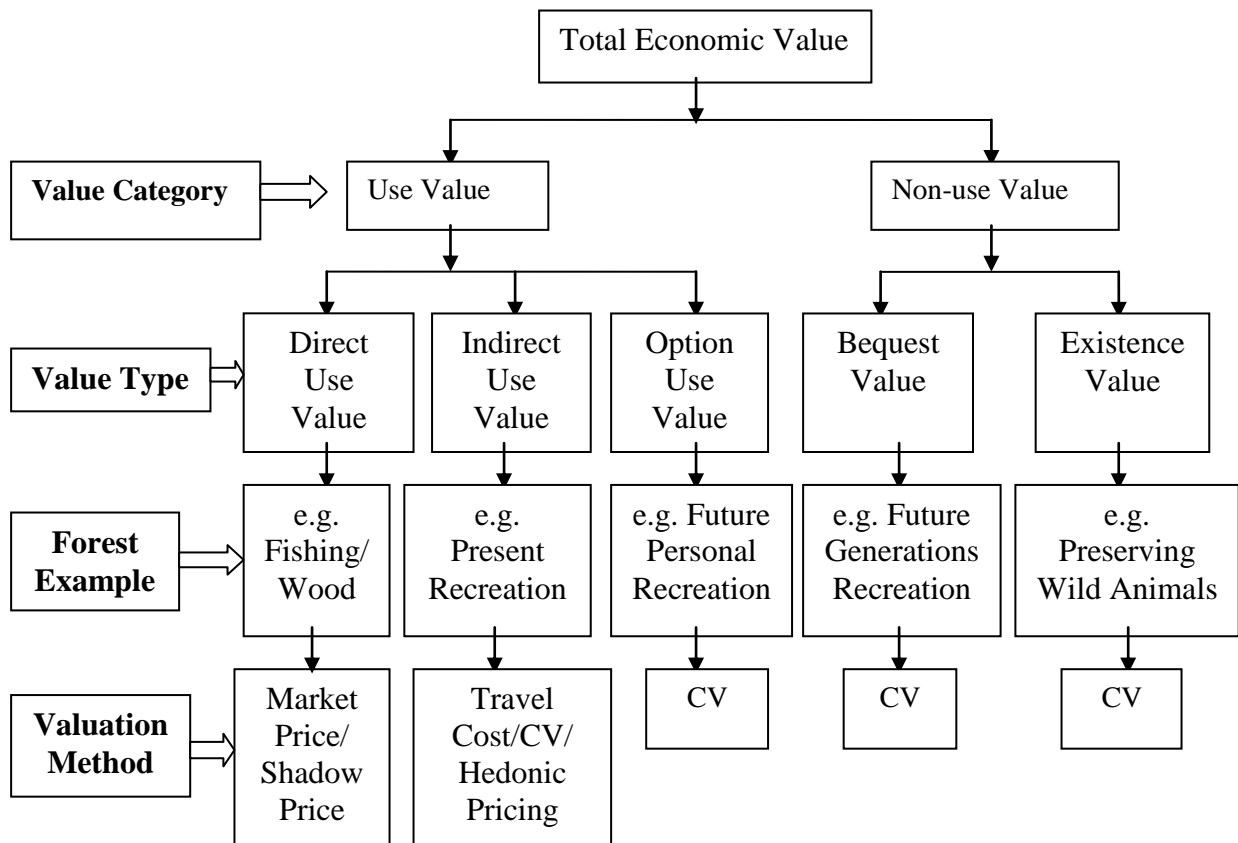 Total Economic Value
Value Category
Use Value
Non-use Value
Value Type
Direct
Use
Value
Indirect
Use
Value
Option
Use
Value
Bequest
Value
Existence
Value
Forest
Example
e.g.
Fishing/
Wood
e.g.
Present
Recreation
e.g. Future
Personal
Recreation
e.g. Future
Generations
Recreation
e.g.
Preserving
Wild Animals
Valuation
Method
Market
Price/
Shadow
Price
Travel
Cost/CV/
Hedonic
Pricing
CV
CV
CV